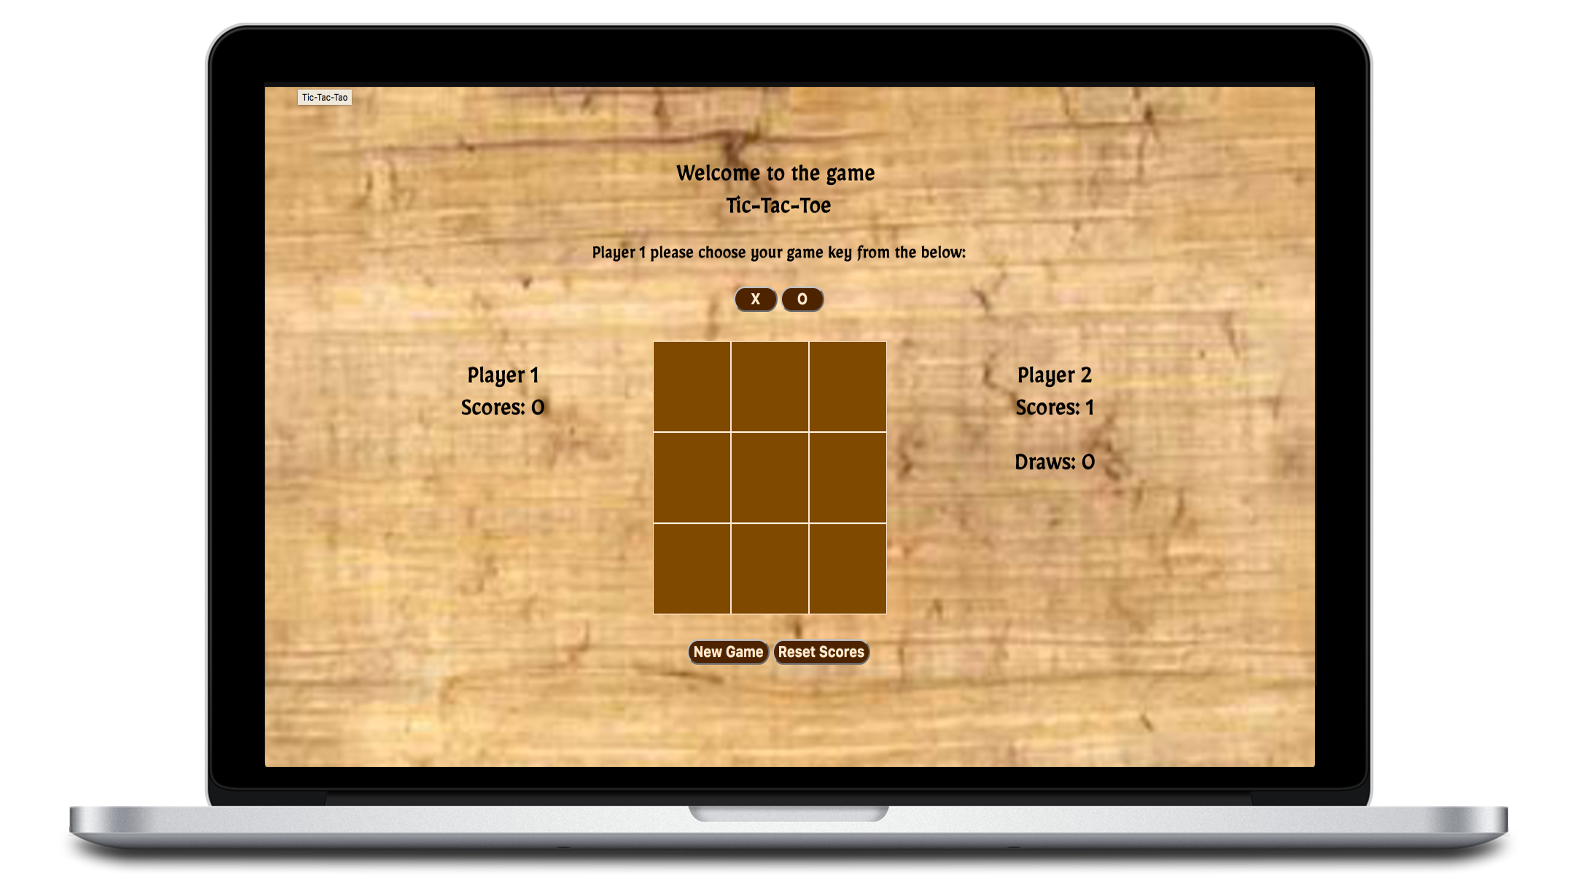 Tic-Tac-Tao
Welcome to the game
Tic-Tac-Toe
Player 1 please choose your game key from the below:
X O
Player 1
Scores: 0
Player 2
Scores: 1
Draws: 0
New Game Reset Scores